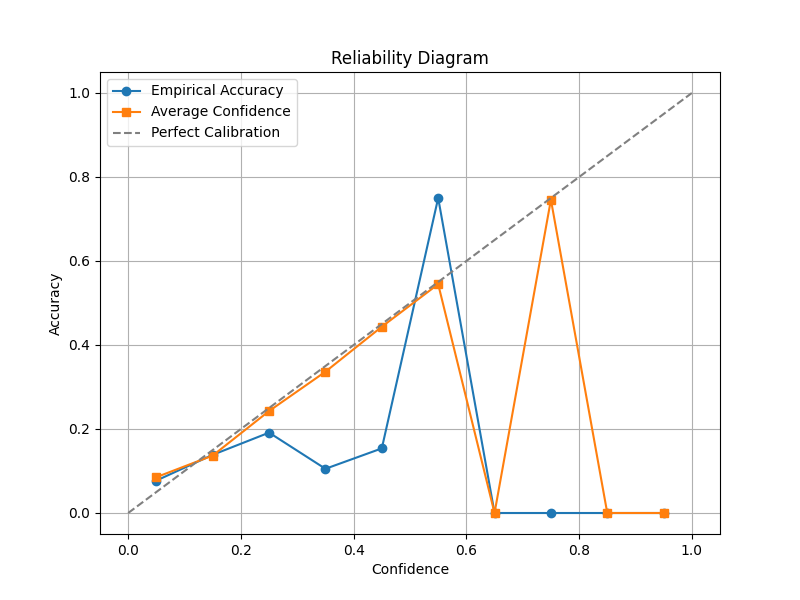 Reliability Diagram
Empirical Accuracy
Average Confidence
Perfect Calibration
1.0
0.8
0.6
0.4
0.2
0.0
Accuracy
0.0 0.2 0.4 0.6 0.8 1.0
Confidence